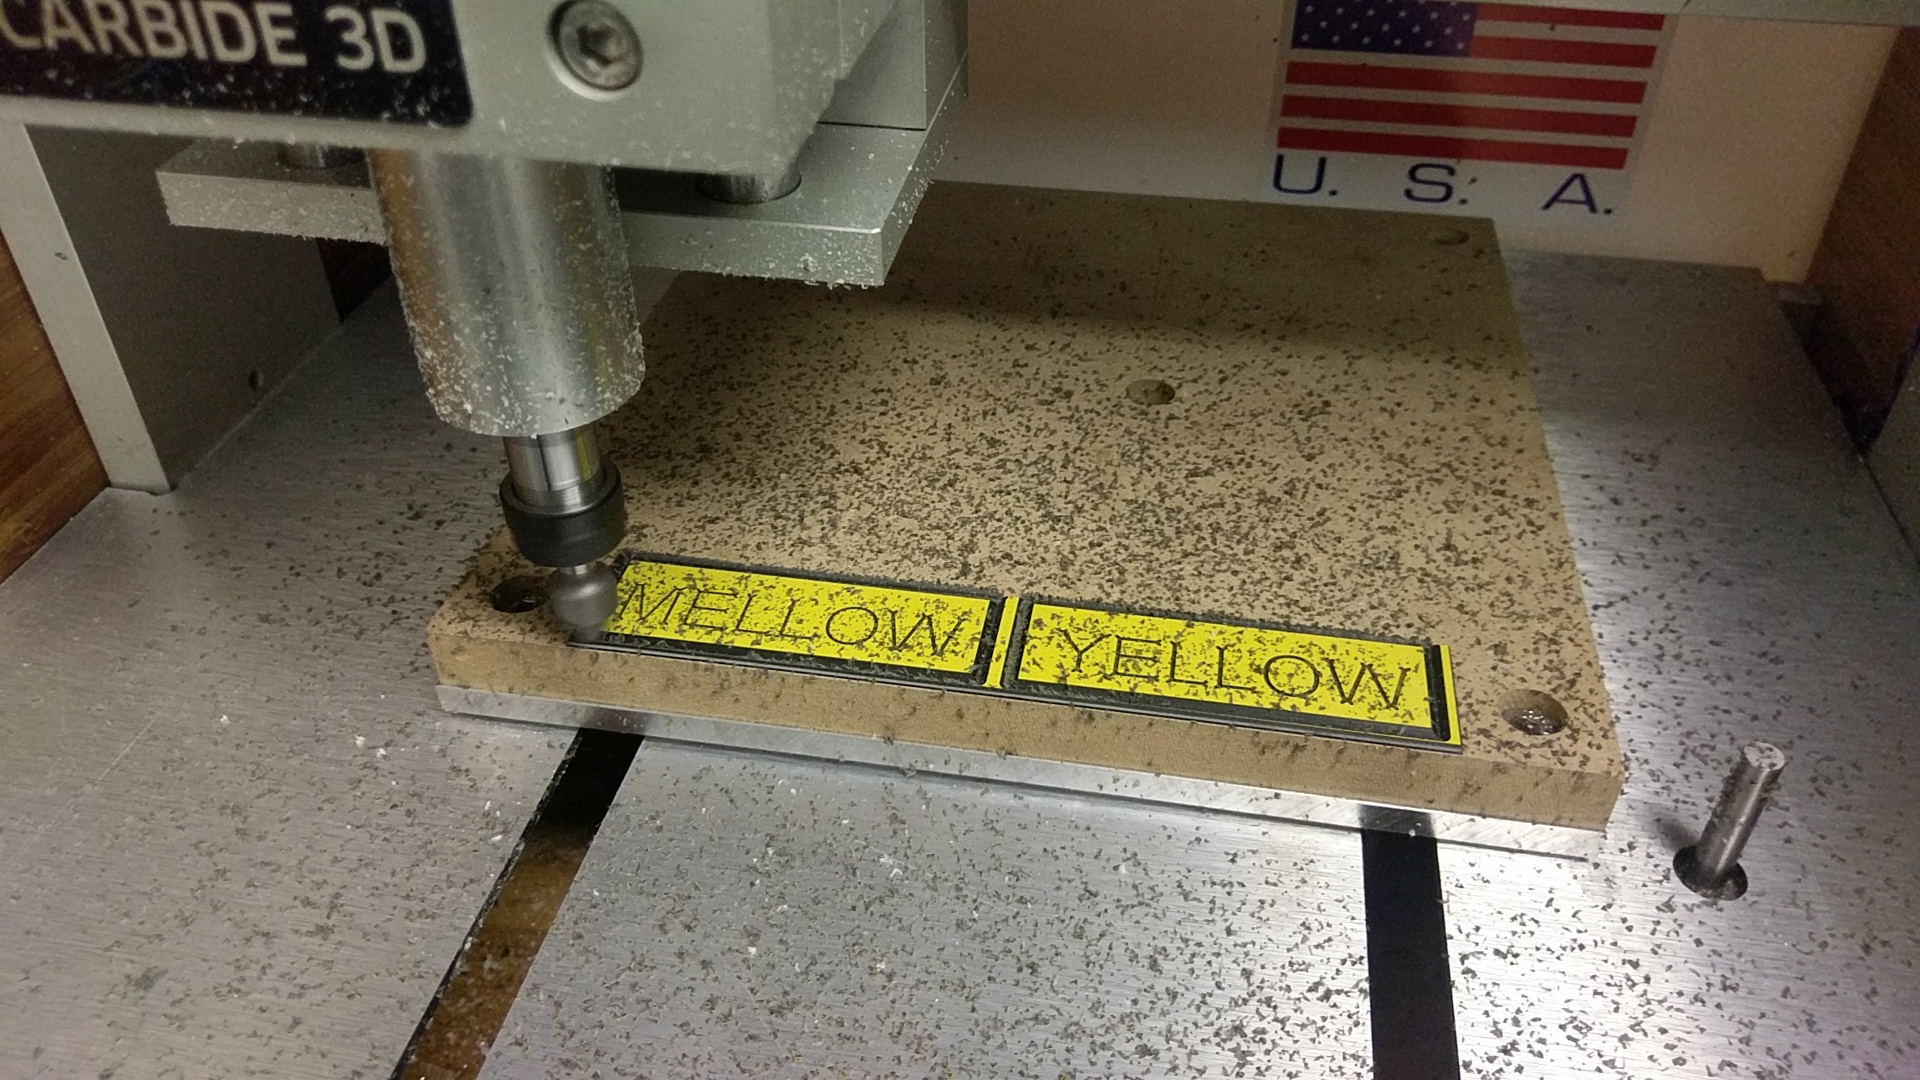 CARBIDE 3D
U. S. A.
MELLOW YELLOW